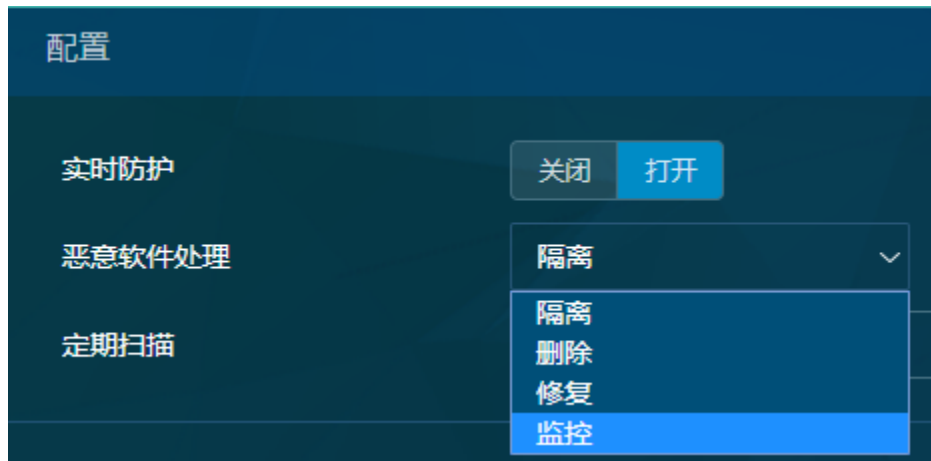 配置
实时防护 关闭 打开
恶意软件处理 隔离
隔离
定期扫描
删除
修复
监控